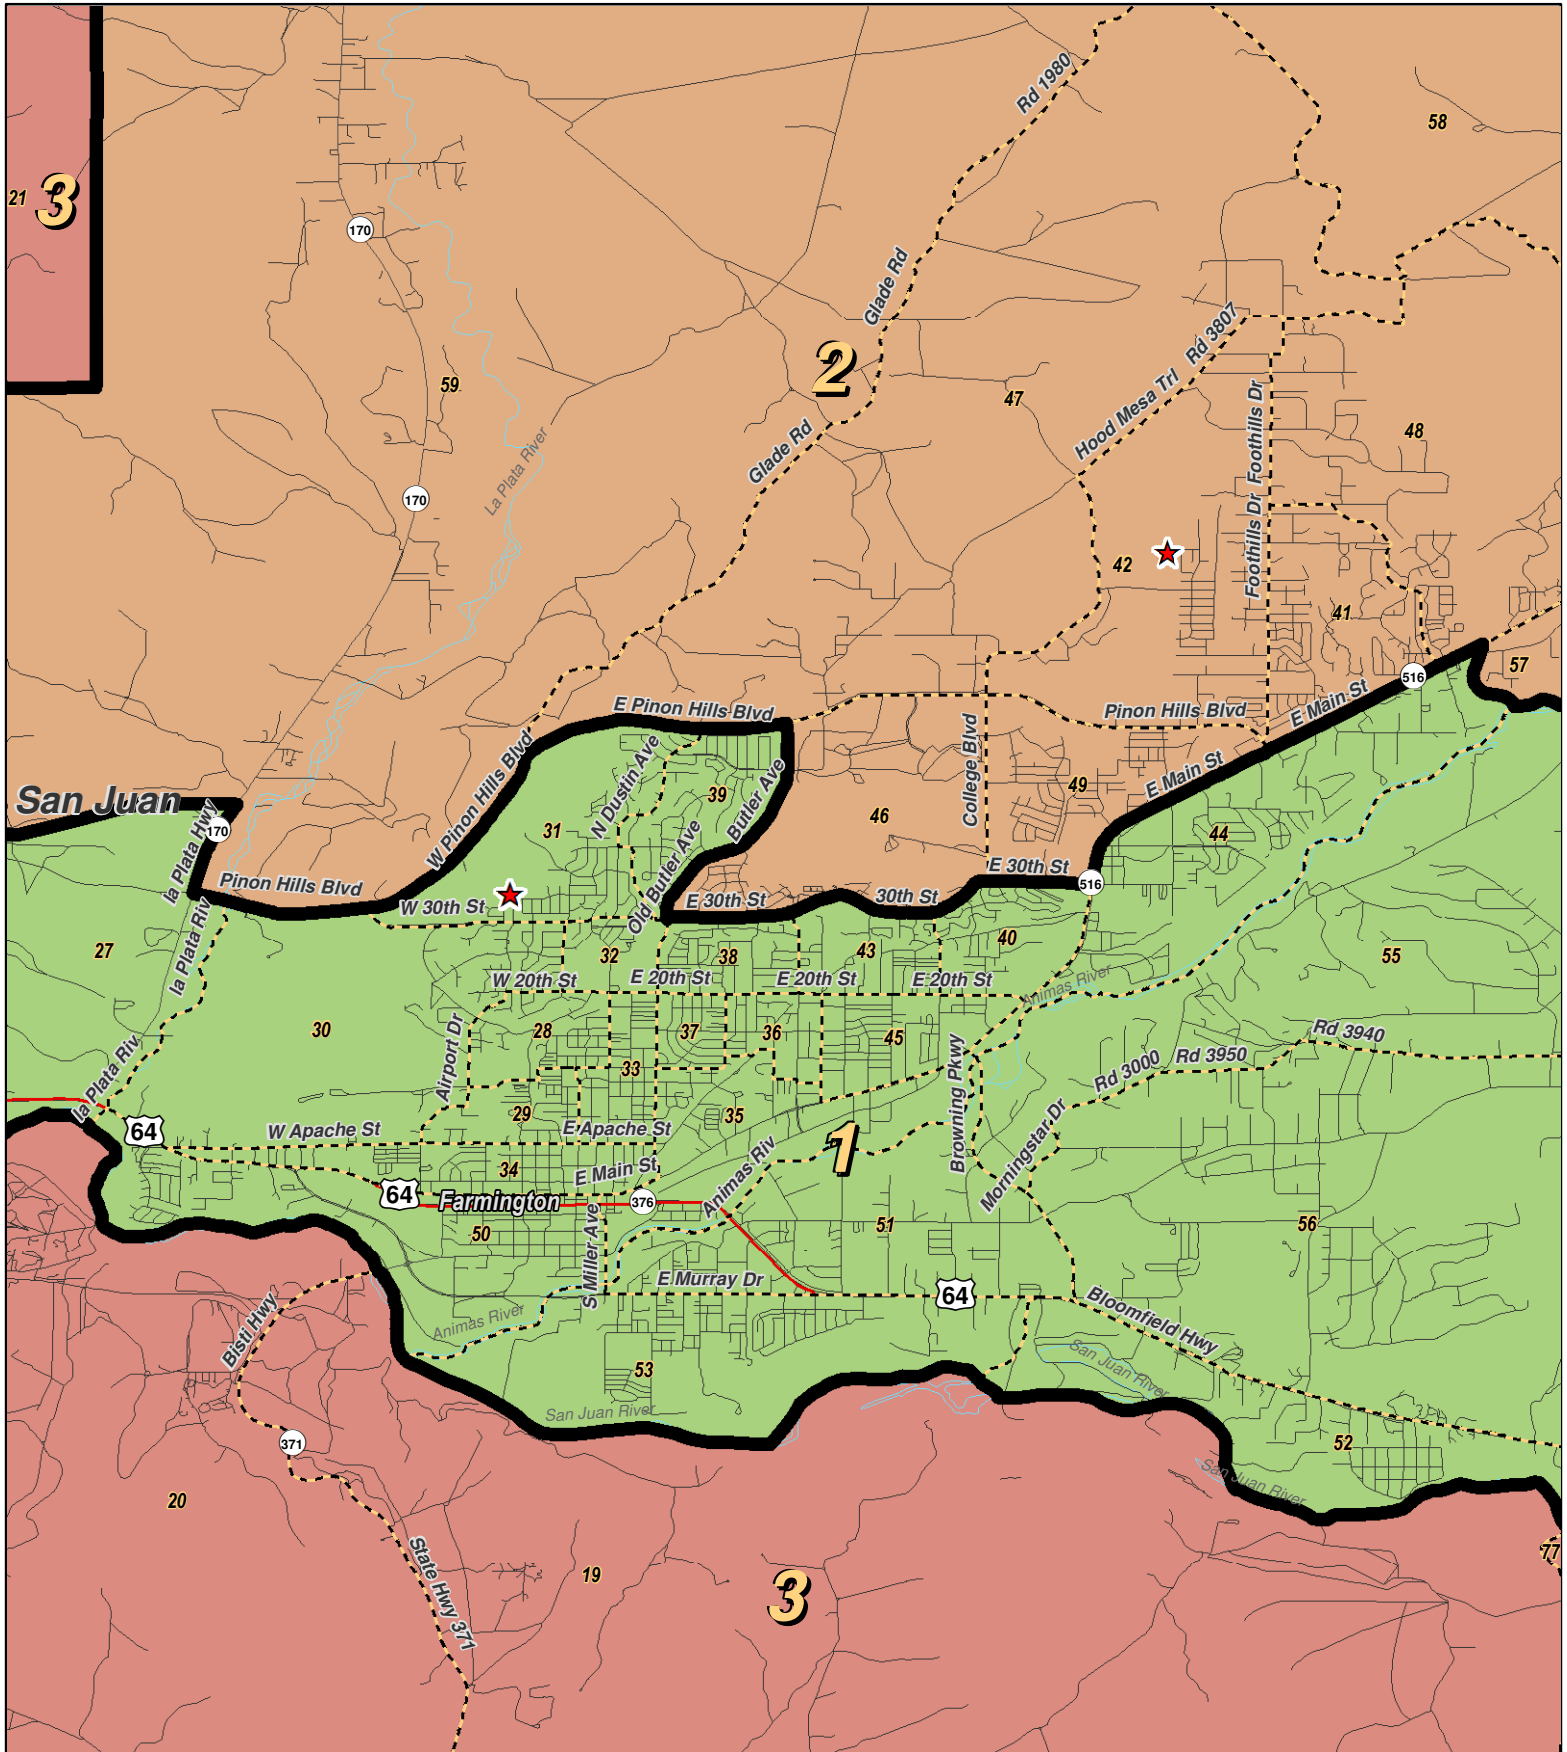 Rd 1980
58
21
3
170
Glade Rd
Rd 3807
2
59
47
Hood Mesa Trl
Foothills Dr
48
La Plata River
Glade Rd
170
Foothills Dr
42
41
57
516
E Main St
E Pinon Hills Blvd
Pinon Hills Blvd
College Blvd
N Dustin Ave
W Pinon Hills Blvd
E Main St
49
39
Butler Ave
San Juan
170
la Plata Hwy
31
46
44
Old Butler Ave
E 30th St
516
Pinon Hills Blvd
W 30th St
E 30th St
30th St
la Plata Riv
27
32
38
43
40
55
W 20th St
E 20th St
E 20th St
E 20th St
Animas River
30
Airport Dr
28
37
36
45
Browning Pkwy
Rd 3940
Rd 3950
Rd 3000
la Plata Riv
33
29
35
Morningstar Dr
64
W Apache St
E Apache St
1
34
E Main St
Animas Riv
64
Farmington
376
50
S Miller Ave
51
56
E Murray Dr
64
Bloomfield Hwy
Bisti Hwy
Animas River
San Juan River
53
San Juan River
371
52
San Juan River
20
State Hwy 371
19
3
77